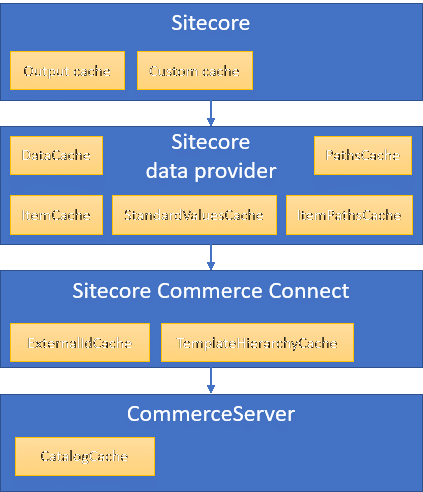 Sitecore
Output cache
Custom cache
Sitecore
data provider
DataCache
PathsCache
ItemCache
StandardValuesCache
ItemPathsCache
Sitecore Commerce Connect
ExternalIdCache
TemplateHierarchyCache
CommerceServer
CatalogCache